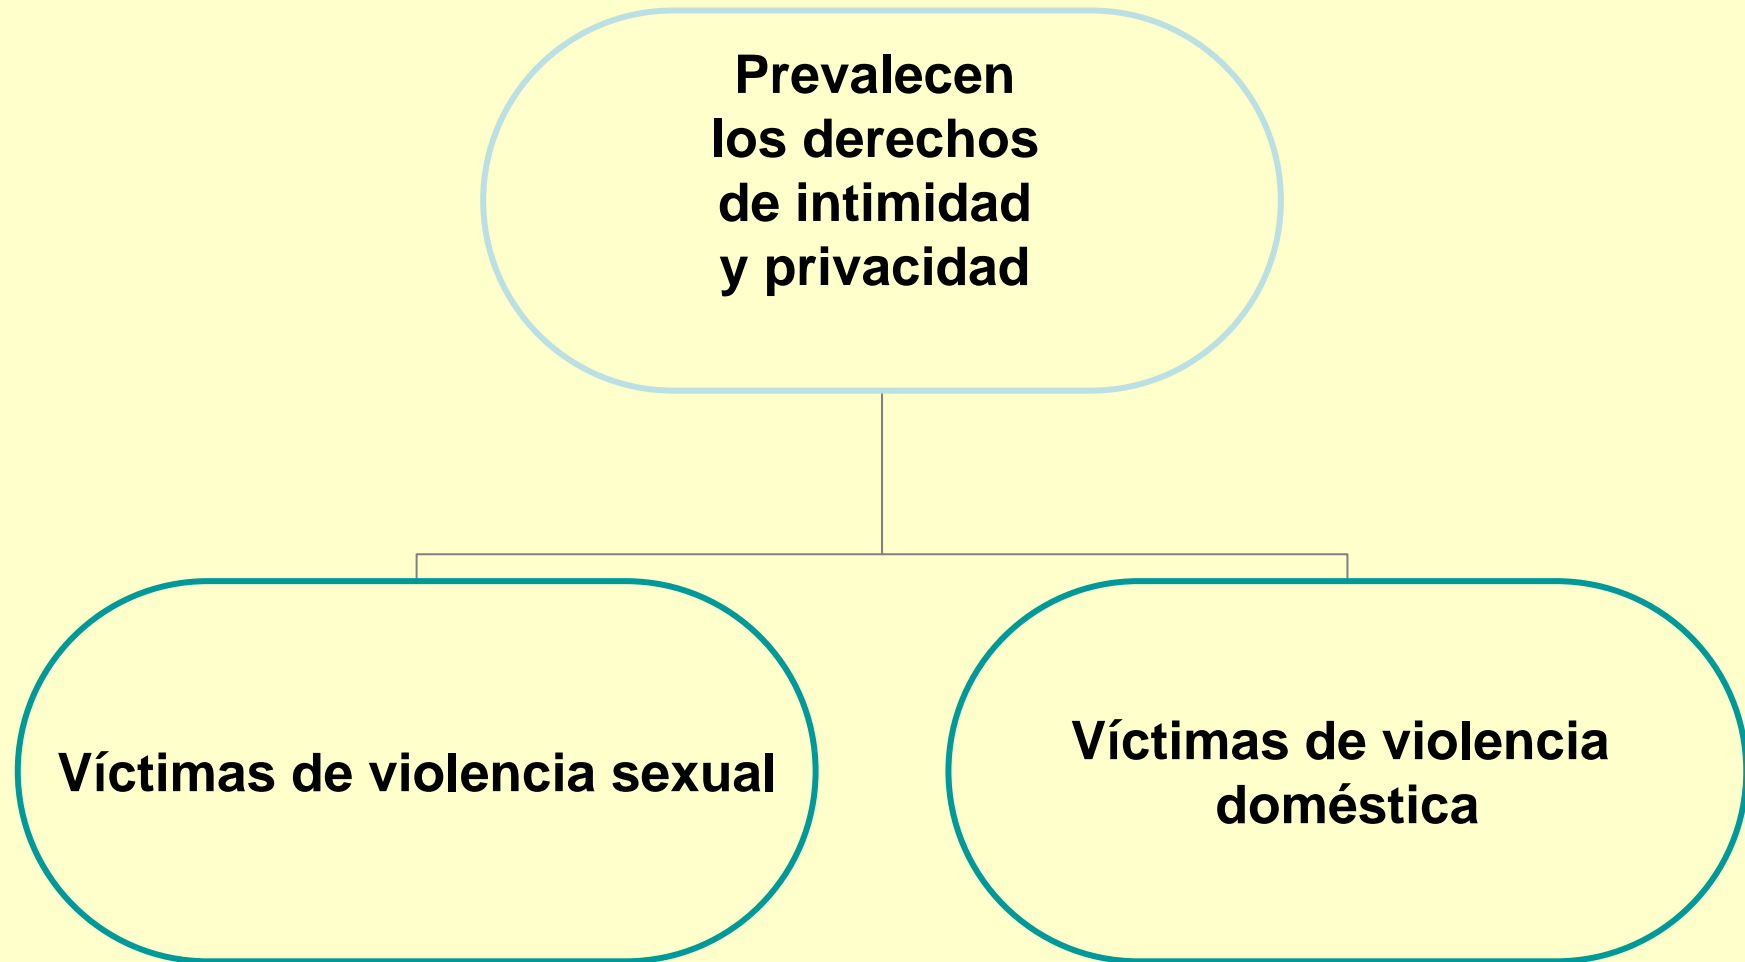 Prevalecen
los derechos
de intimidad
y privacidad
Víctimas de violencia sexual
Víctimas de violencia
doméstica